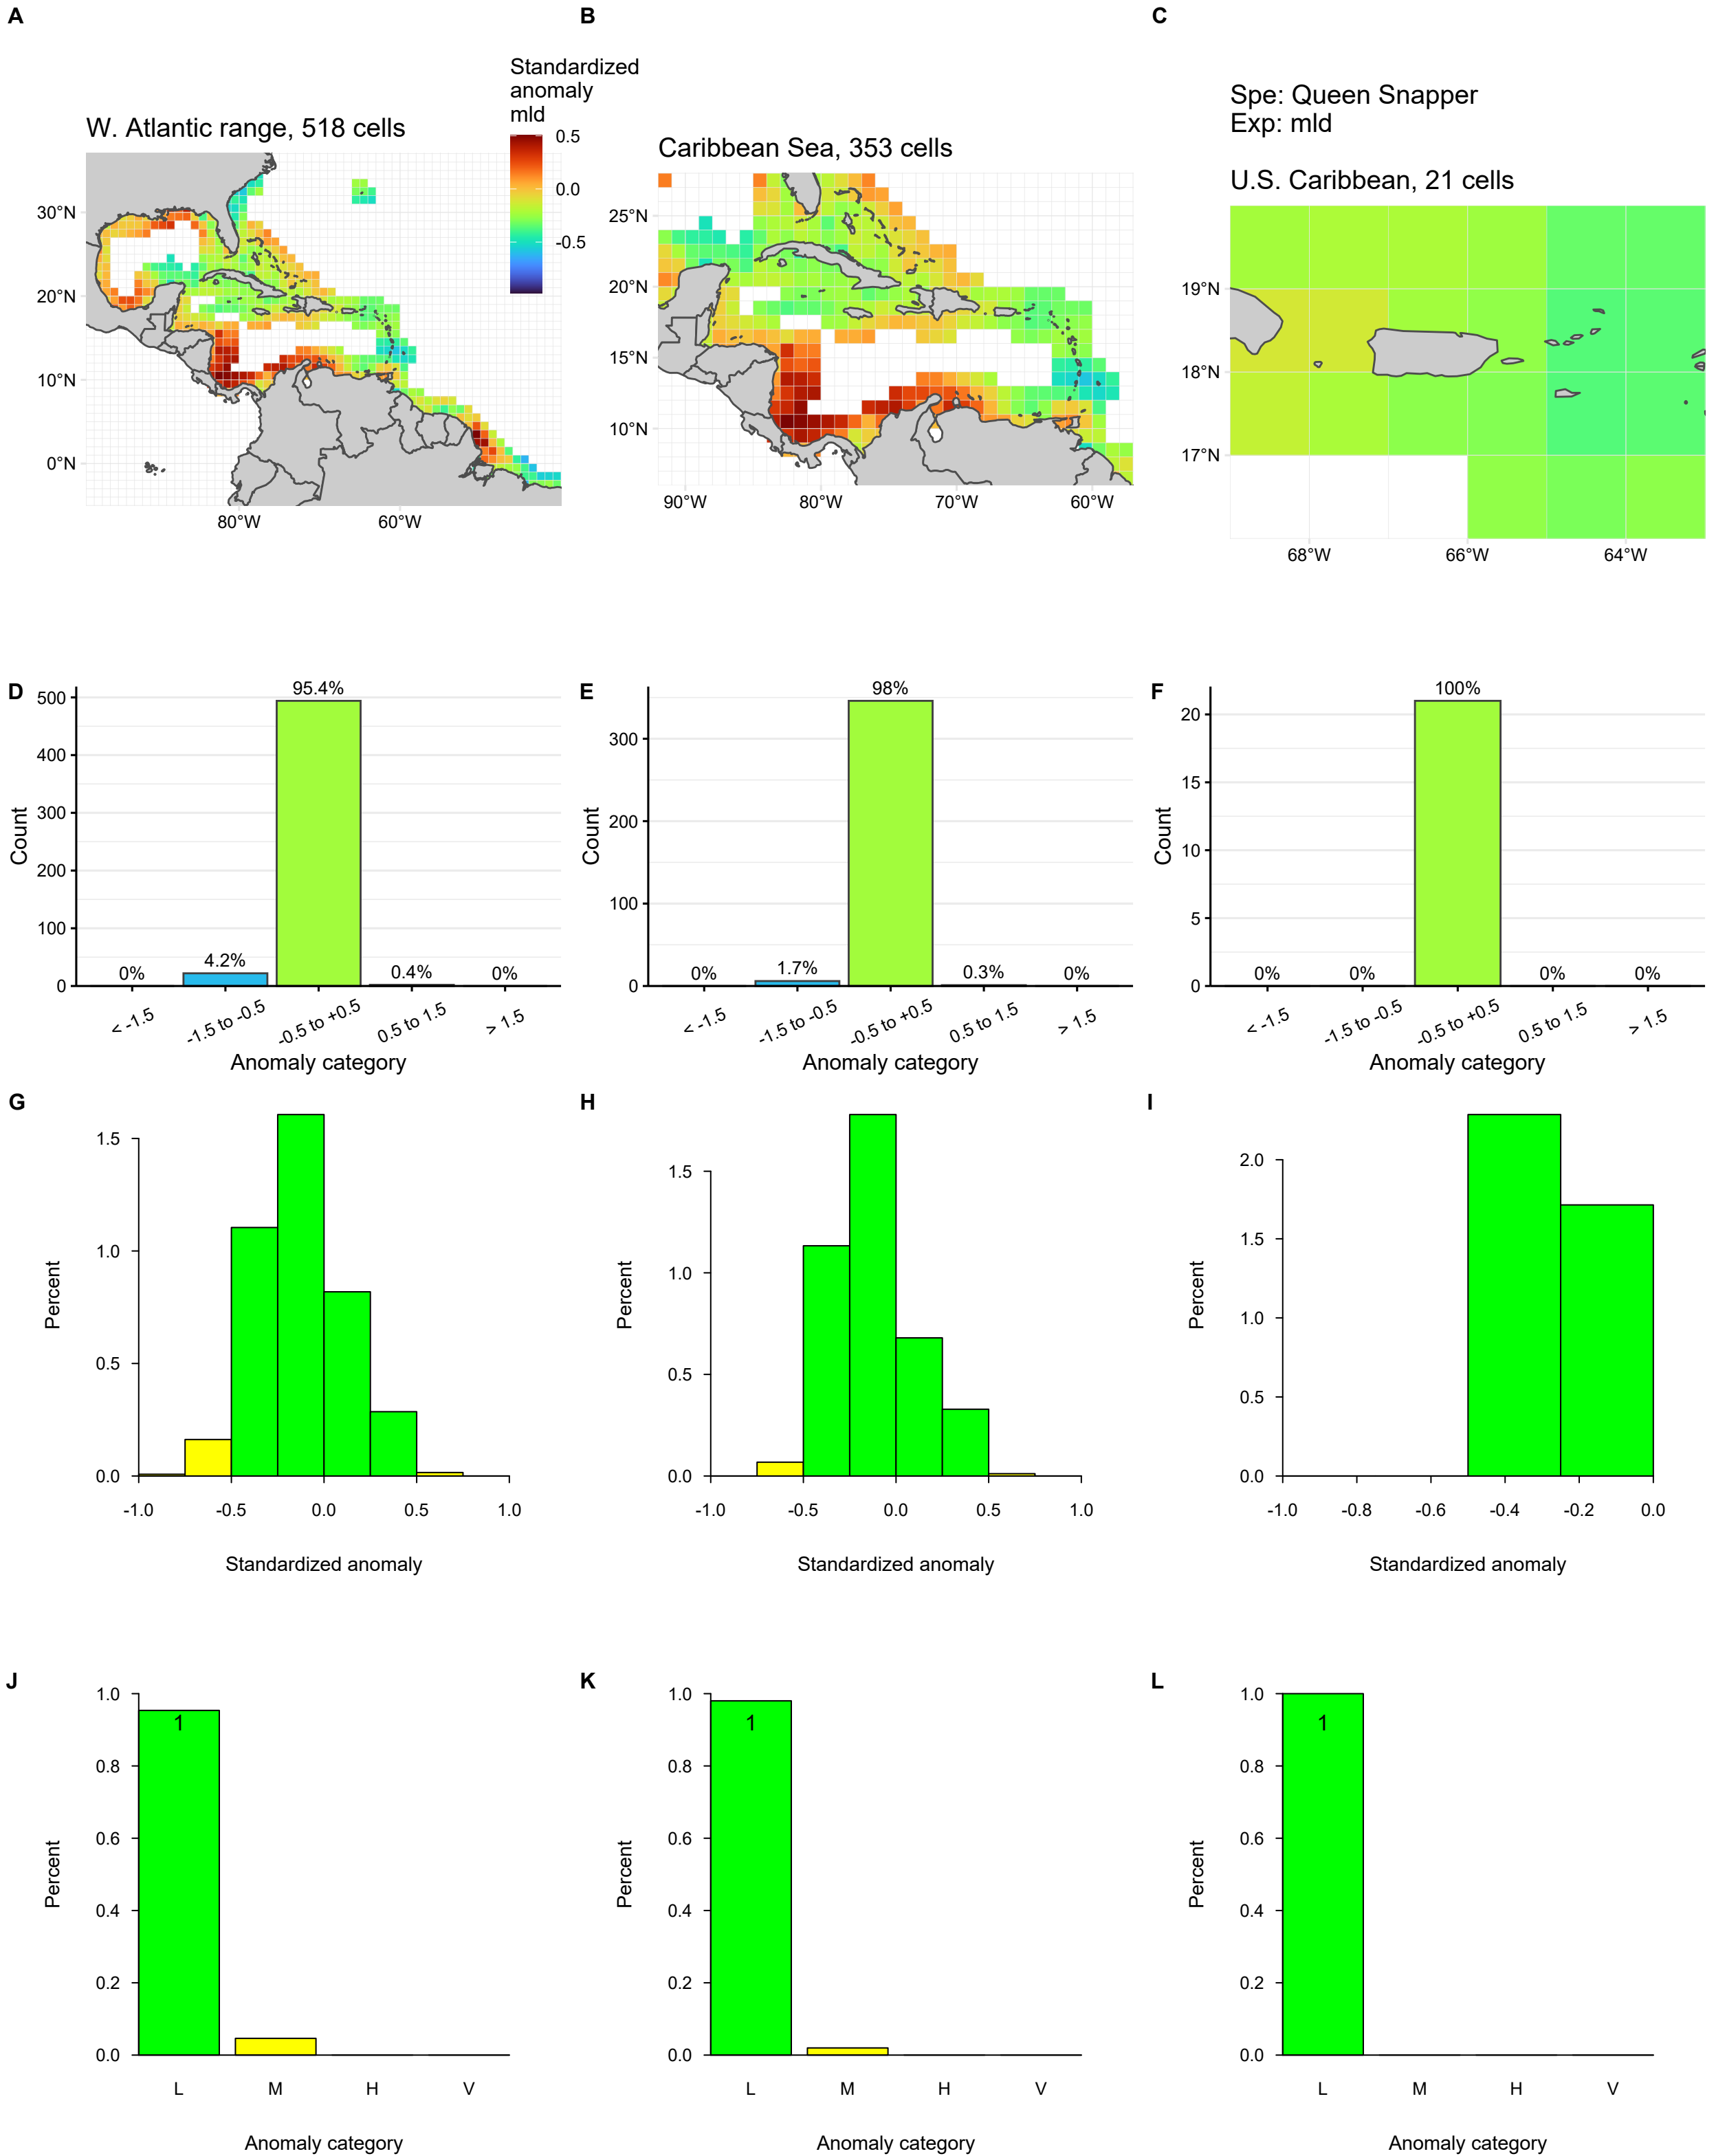 A
B
C
Standardized
anomaly
mld
W. Atlantic range, 518 cells
0.5
0.0
-0.5
30°N
20°N
10°N
0°N
80°W
60°W
Caribbean Sea, 353 cells
25°N
20°N
15°N
10°N
90°W
80°W
70°W
60°W
Spe: Queen Snapper
Exp: mld
U.S. Caribbean, 21 cells
19°N
18°N
17°N
68°W
66°W
64°W
D
Count
500
400
300
200
100
0
0%
4.2%
95.4%
0.4%
0%
< -1.5
-1.5 to -0.5
-0.5 to +0.5
0.5 to 1.5
> 1.5
Anomaly category
E
Count
300
200
100
0
0%
1.7%
98%
0.3%
0%
< -1.5
-1.5 to -0.5
-0.5 to +0.5
0.5 to 1.5
> 1.5
Anomaly category
F
Count
20
15
10
5
0
0%
0%
100%
0%
0%
< -1.5
-1.5 to -0.5
-0.5 to +0.5
0.5 to 1.5
> 1.5
Anomaly category
G
Percent
1.5
1.0
0.5
0.0
-1.0
-0.5
0.0
0.5
1.0
Standardized anomaly
H
Percent
1.5
1.0
0.5
0.0
-1.0
-0.5
0.0
0.5
1.0
Standardized anomaly
I
Percent
2.0
1.5
1.0
0.5
0.0
-1.0
-0.8
-0.6
-0.4
-0.2
0.0
Standardized anomaly
J
Percent
1.0
0.8
0.6
0.4
0.2
0.0
1
L
M
H
V
Anomaly category
K
Percent
1.0
0.8
0.6
0.4
0.2
0.0
1
L
M
H
V
Anomaly category
L
Percent
1.0
0.8
0.6
0.4
0.2
0.0
1
L
M
H
V
Anomaly category